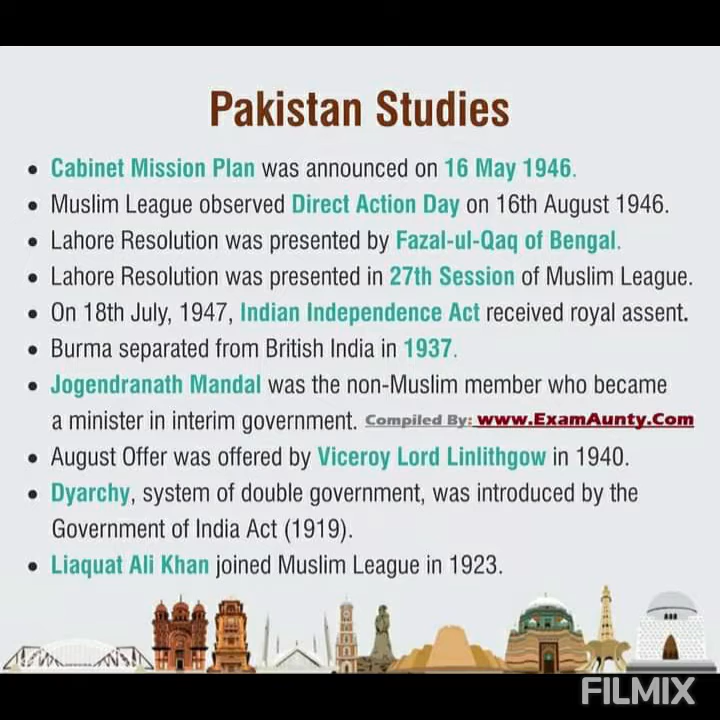 Pakistan Studies
• Cabinet Mission Plan was announced on 16 May 1946.
• Muslim League observed Direct Action Day on 16th August 1946.
• Lahore Resolution was presented by Fazal-ul-Qaq of Bengal.
• Lahore Resolution was presented in 27th Session of Muslim League.
• On 18th July, 1947, Indian Independence Act received royal assent.
• Burma separated from British India in 1937.
• Jogendranath Mandal was the non-Muslim member who became
a minister in interim government. Compiled By: www.ExamAunty.Com
• August Offer was offered by Viceroy Lord Linlithgow in 1940.
• Dyarchy, system of double government, was introduced by the
Government of India Act (1919).
• Liaquat Ali Khan joined Muslim League in 1923.
FILMIX